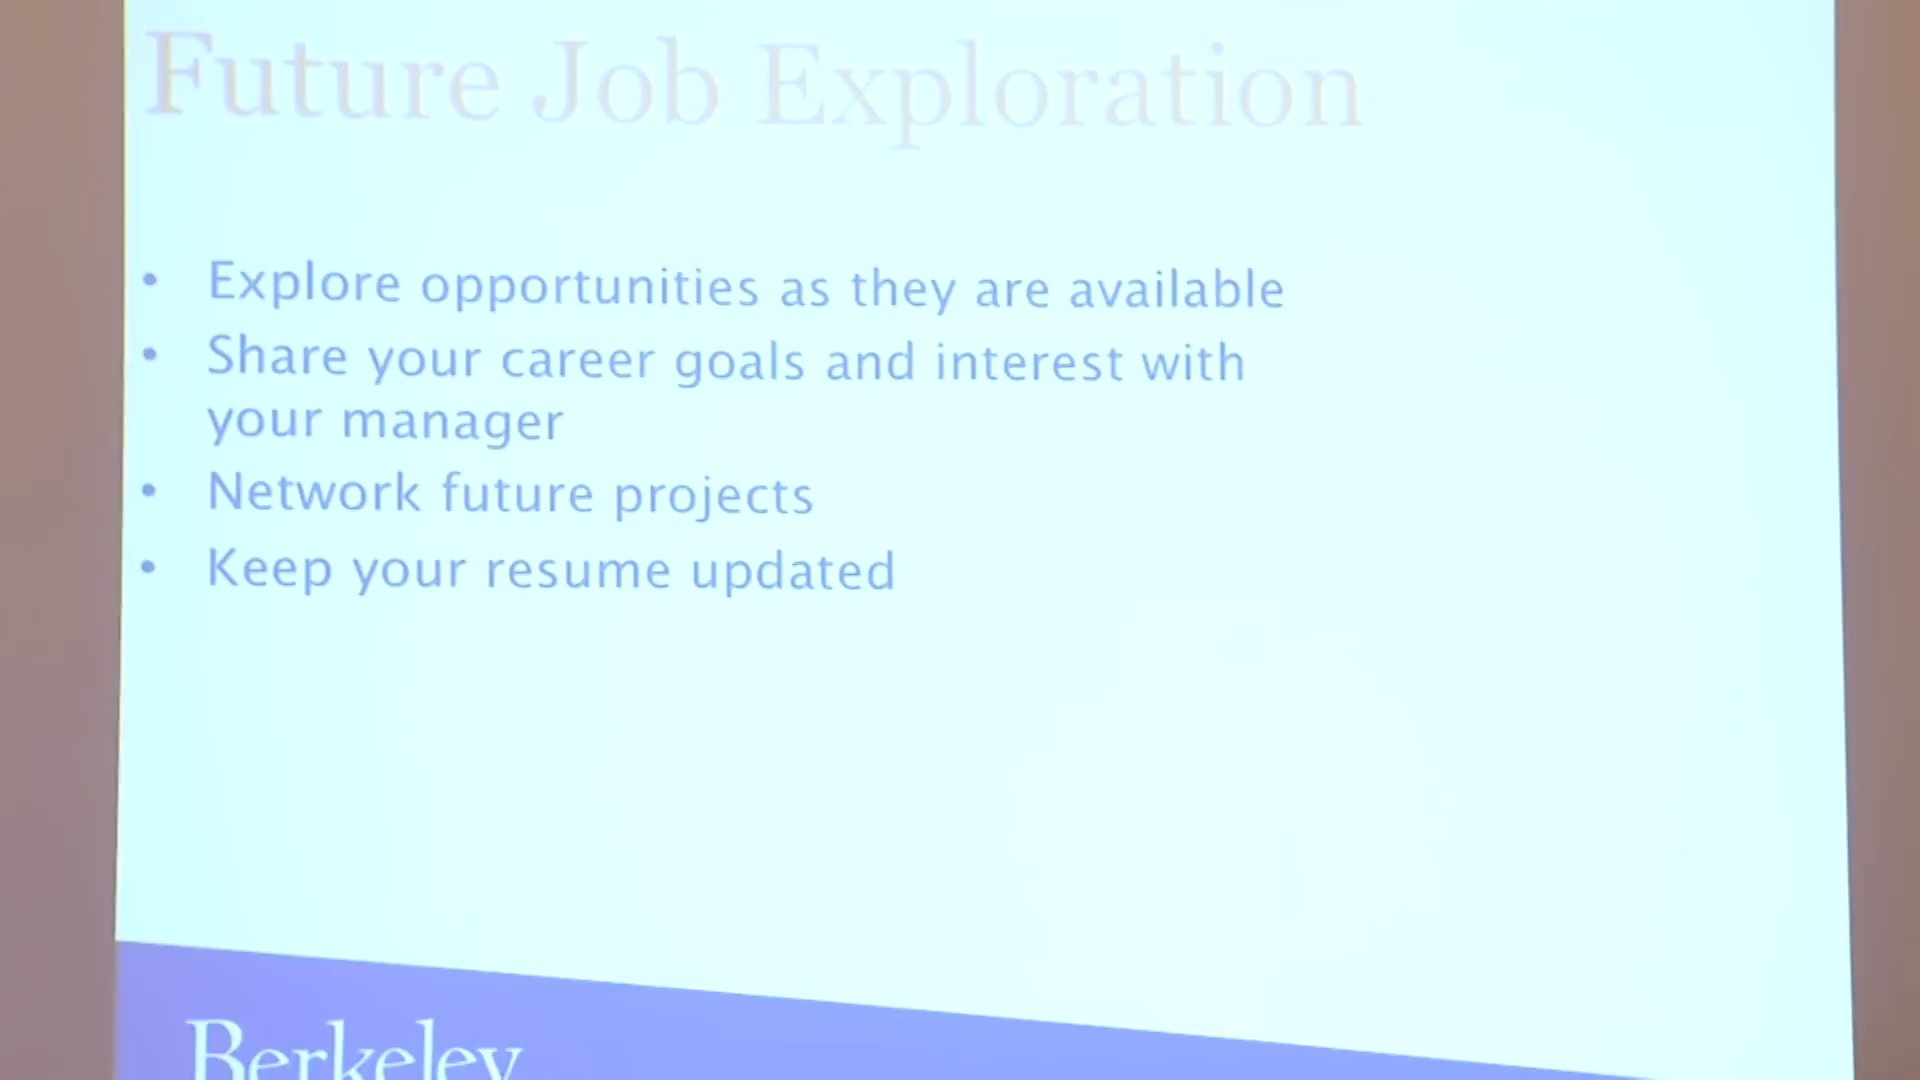 Future Job Exploration
• Explore opportunities as they are available
• Share your career goals and interest with
your manager
• Network future projects
• Keep your resume updated
Berkeley